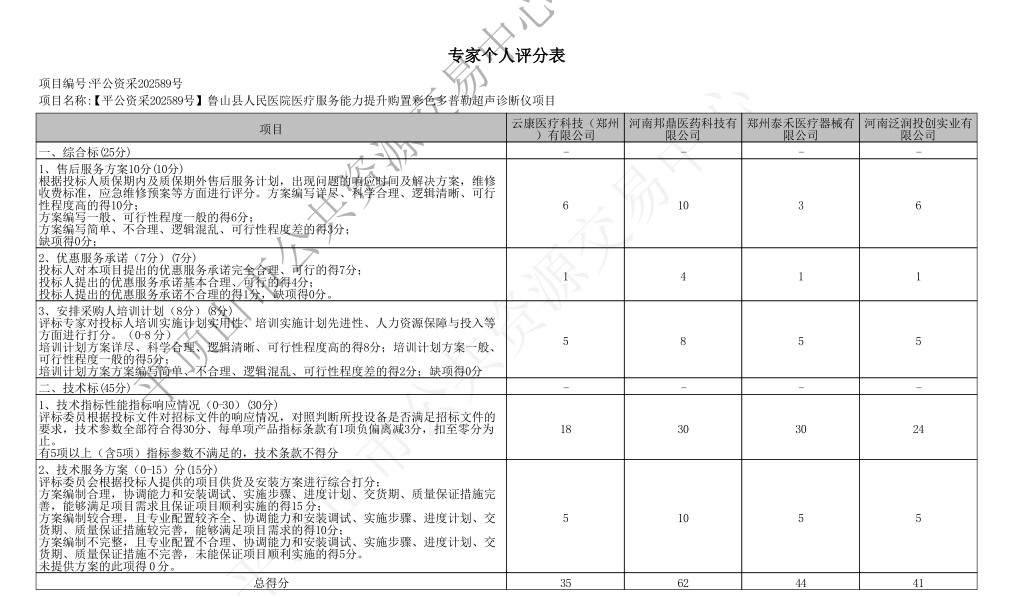 专家个人评分表
项目编号:平公资采202589号
项目名称:【平公资采202589号】鲁山县人民医院医疗服务能力提升购置彩色多普勒超声诊断仪项目
项目 云康医疗科技（郑州）有限公司 河南邦鼎医药科技有限公司 郑州泰禾医疗器械有限公司 河南泛润投创实业有限公司
一、综合标(25分) - - - -
1、售后服务方案10分(10分)
根据投标人质保期内及质保期外售后服务计划，出现问题的响应时间及解决方案，维修
收费标准，应急维修预案等方面进行评分。方案编写详尽、科学合理、逻辑清晰、可行
性程度高的得10分；
方案编写一般、可行性程度一般的得6分；
方案编写简单、不合理、逻辑混乱、可行性程度差的得3分；
缺项得0分；
6 10 3 6
2、优惠服务承诺（7分）(7分)
投标人对本项目提出的优惠服务承诺完全合理、可行的得7分；
投标人提出的优惠服务承诺基本合理、可行的得4分；
投标人提出的优惠服务承诺不合理的得1分，缺项得0分。
1 4 1 1
3、安排采购人培训计划（8分）(8分)
评标专家对投标人培训实施计划实用性、培训实施计划先进性、人力资源保障与投入等
方面进行打分。（0-8 分）
培训计划方案详尽、科学合理、逻辑清晰、可行性程度高的得8分；培训计划方案一般、
可行性程度一般的得5分；
培训计划方案方案编写简单、不合理、逻辑混乱、可行性程度差的得2分；缺项得0分
5 8 5 5
二、技术标(45分) - - - -
1、技术指标性能指标响应情况（0-30）(30分)
评标委员根据投标文件对招标文件的响应情况，对照判断所投设备是否满足招标文件的
要求，技术参数全部符合得30分、每单项产品指标条款有1项负偏离减3分，扣至零分为
止。
有5项以上（含5项）指标参数不满足的，技术条款不得分
18 30 30 24
2、技术服务方案（0-15）分(15分)
评标委员会根据投标人提供的项目供货及安装方案进行综合打分：
方案编制合理，协调能力和安装调试、实施步骤、进度计划、交货期、质量保证措施完
善，能够满足项目需求且保证项目顺利实施的得15 分；
方案编制较合理，且专业配置较齐全、协调能力和安装调试、实施步骤、进度计划、交
货期、质量保证措施较完善，能够满足项目需求的得10分；
方案编制不完整，且专业配置不合理、协调能力和安装调试、实施步骤、进度计划、交
货期、质量保证措施不完善，未能保证项目顺利实施的得5分。
未提供方案的此项得 0 分。
5 10 5 5
总得分 35 62 44 41
平顶山市公共资源交易中心
平顶山市公共资源交易中心